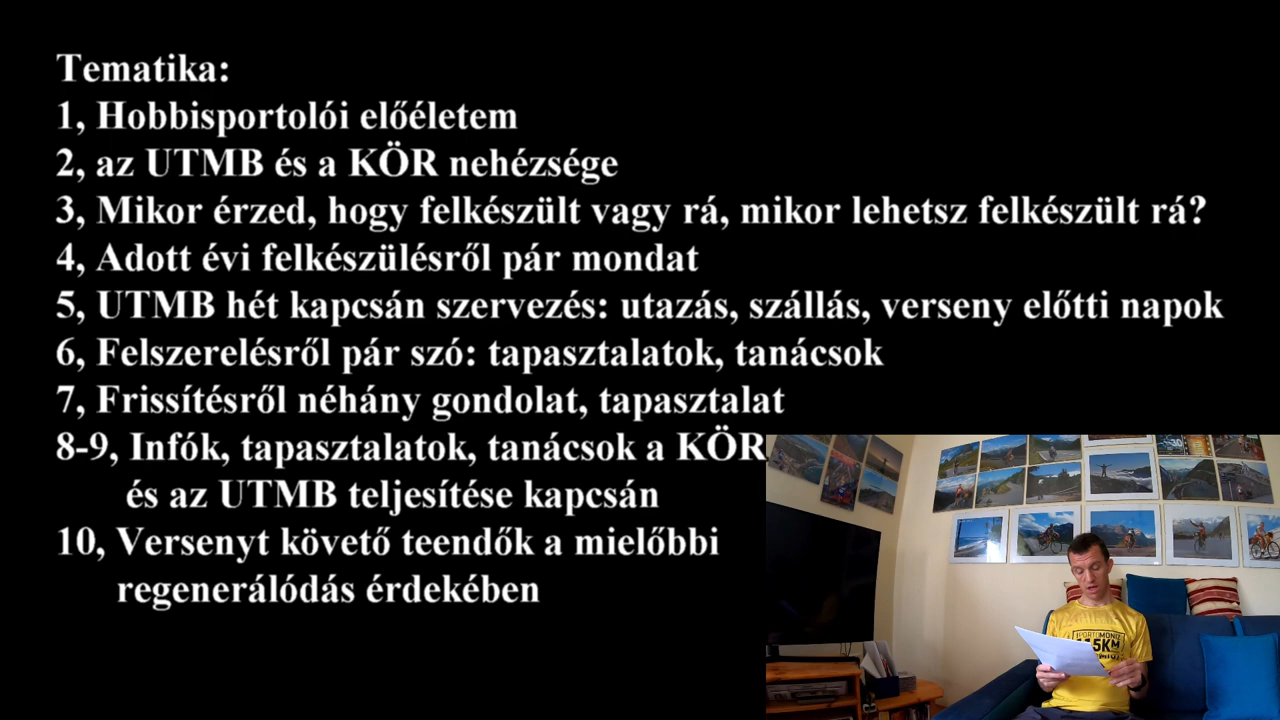 Tematika:
1, Hobbisportolói előéletem
2, az UTMB és a KÖR nehézsége
3, Mikor érzed, hogy felkészült vagy rá, mikor lehetsz felkészült rá?
4, Adott évi felkészülésről pár mondat
5, UTMB hét kapcsán szervezés: utazás, szállás, verseny előtti napok
6, Felszerelésről pár szó: tapasztalatok, tanácsok
7, Frissítésről néhány gondolat, tapasztalat
8-9, Infók, tapasztalatok, tanácsok a KÖR
és az UTMB teljesítése kapcsán
10, Versenyt követő teendők a mielőbbi
regenerálódás érdekében